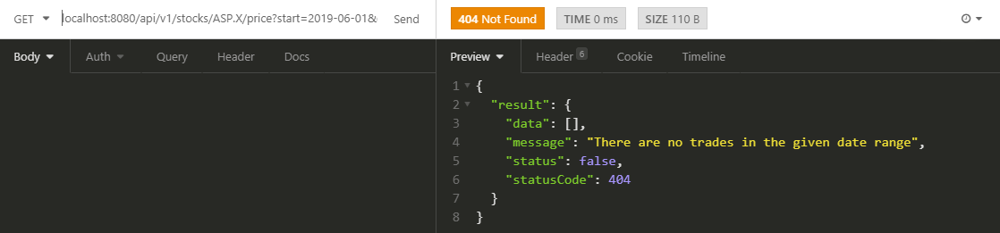 GET localhost:8080/api/v1/stocks/ASP.X/price?start=2019-06-01& Send 404 Not Found TIME 0 ms SIZE 110 B
Body Auth Query Header Docs Preview Header 6 Cookie Timeline
1 {
2 "result": {
3 "data": [],
4 "message": "There are no trades in the given date range",
5 "status": false,
6 "statusCode": 404
7 }
8 }